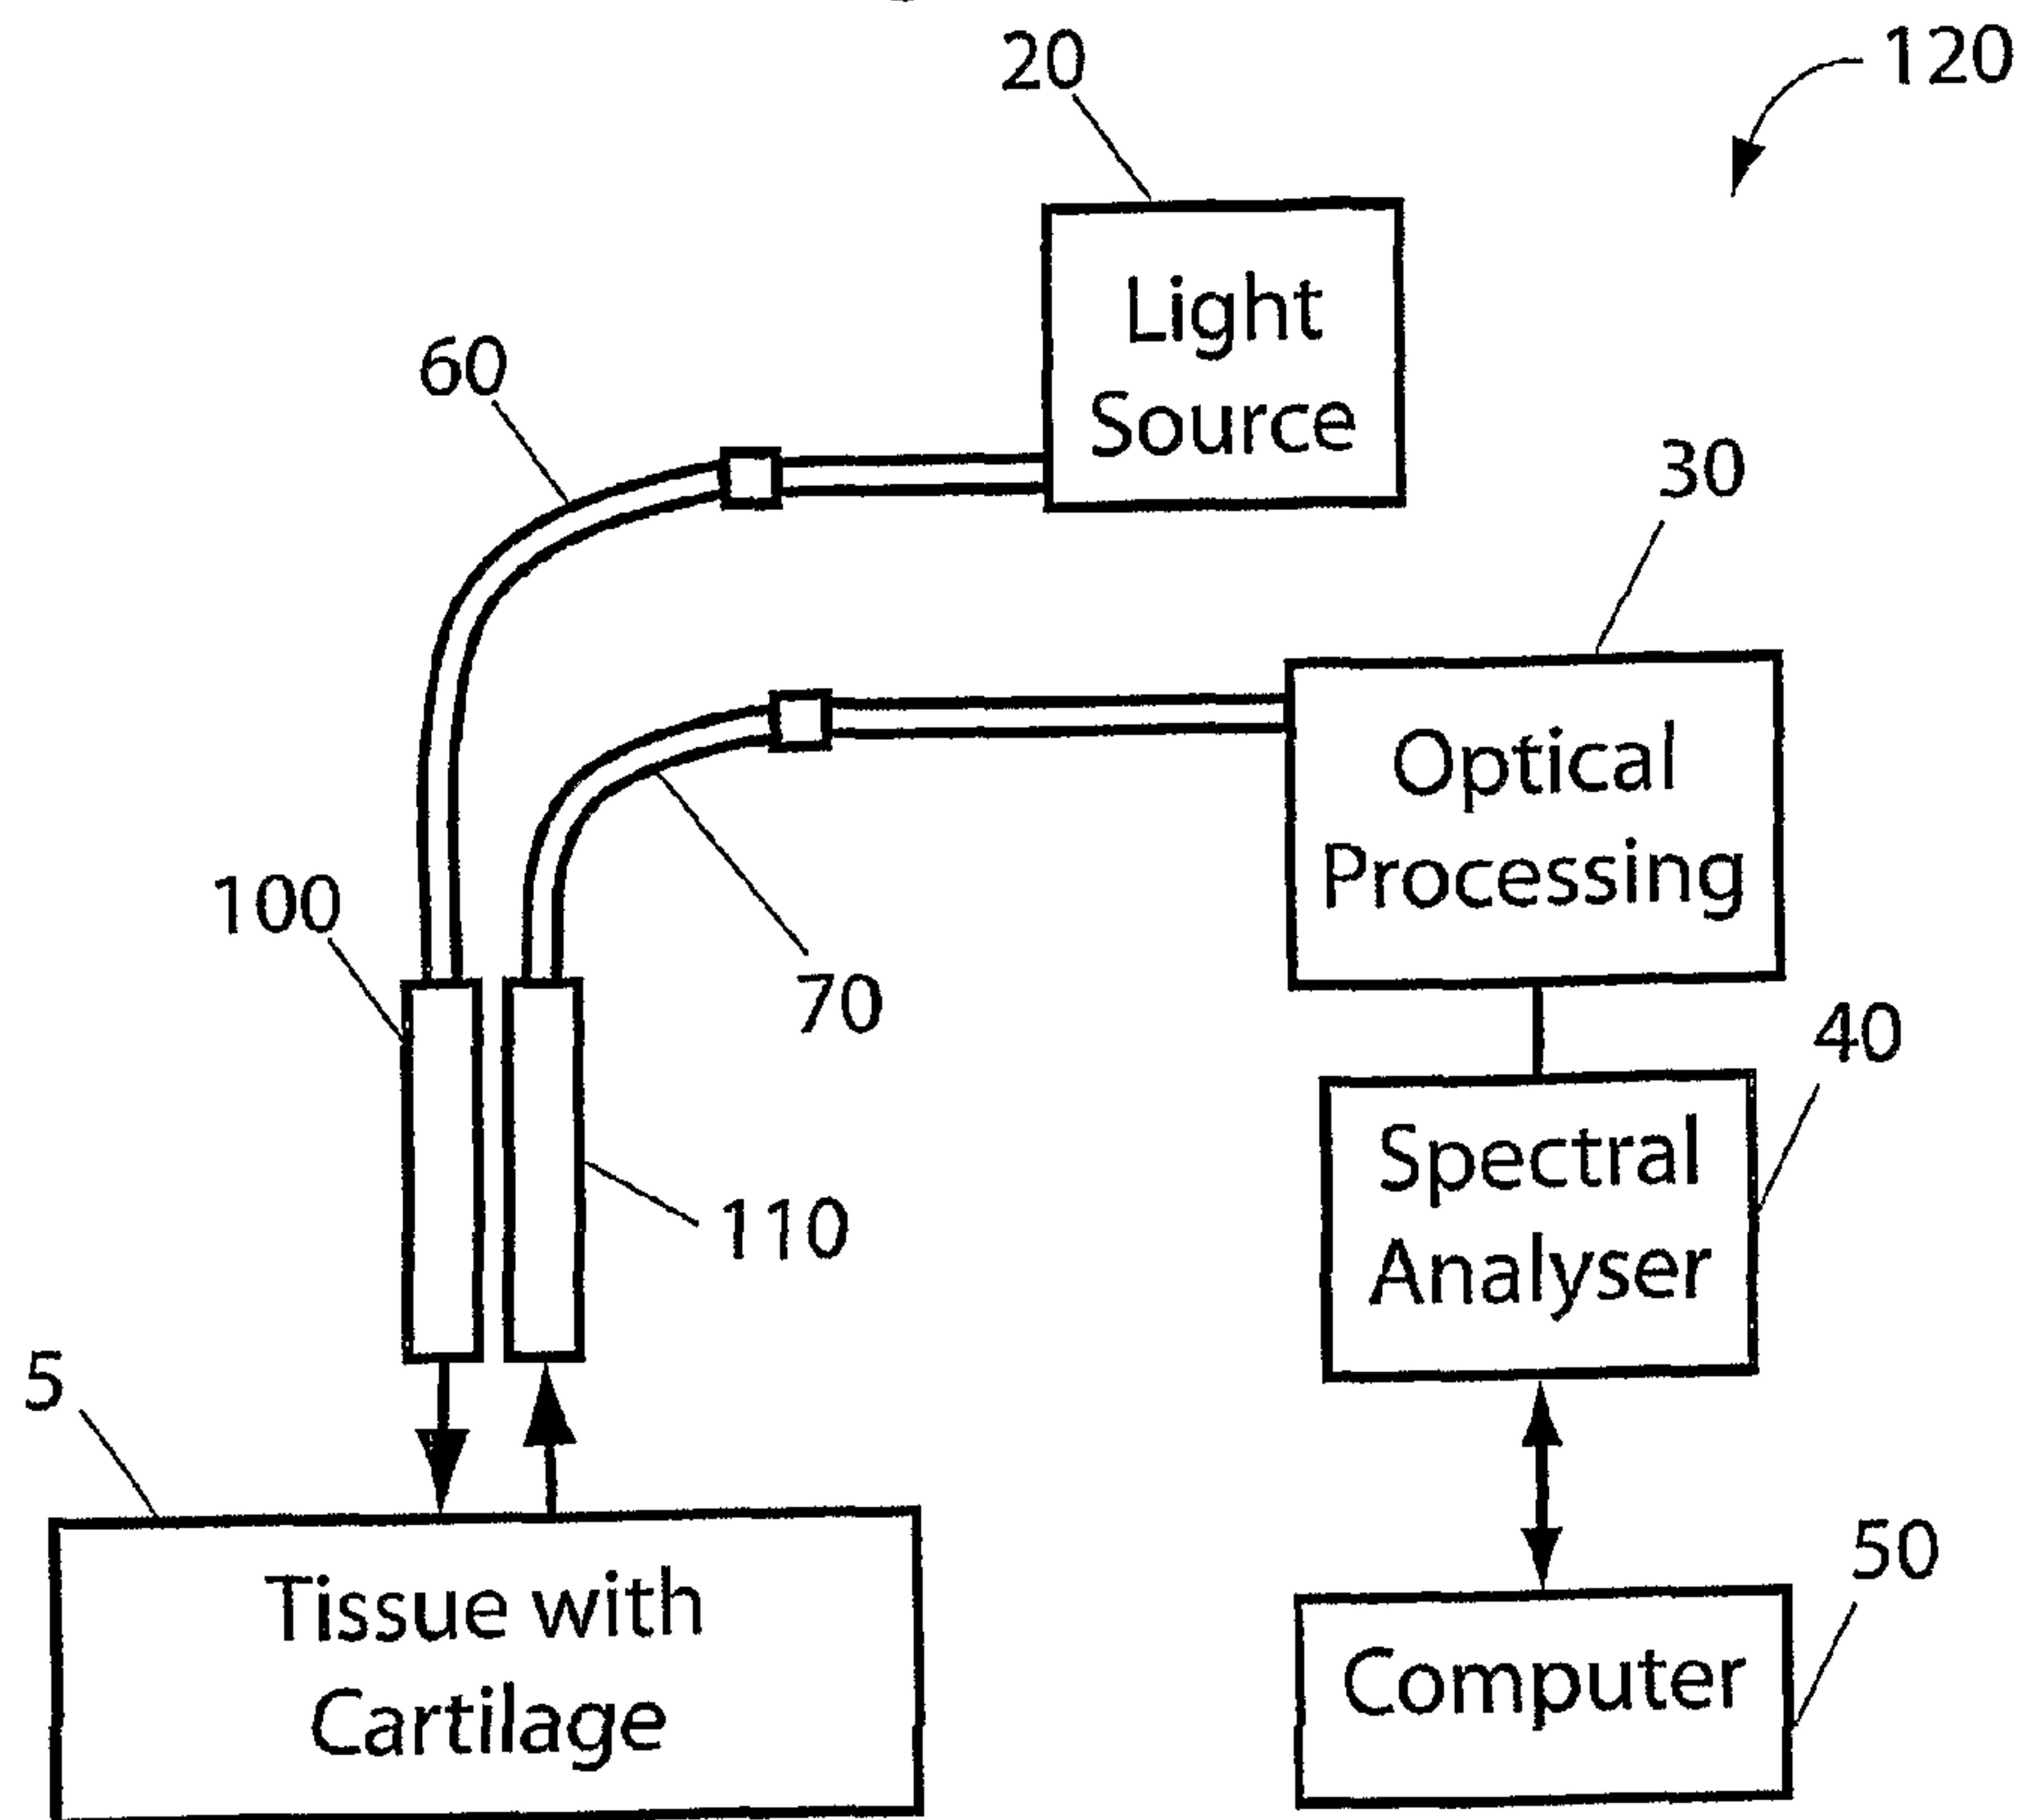 20
120
Light
Source
60
30
Optical
Processing
100
70
40
Spectral
Analyser
110
5
50
Tissue with
Cartilage
Computer